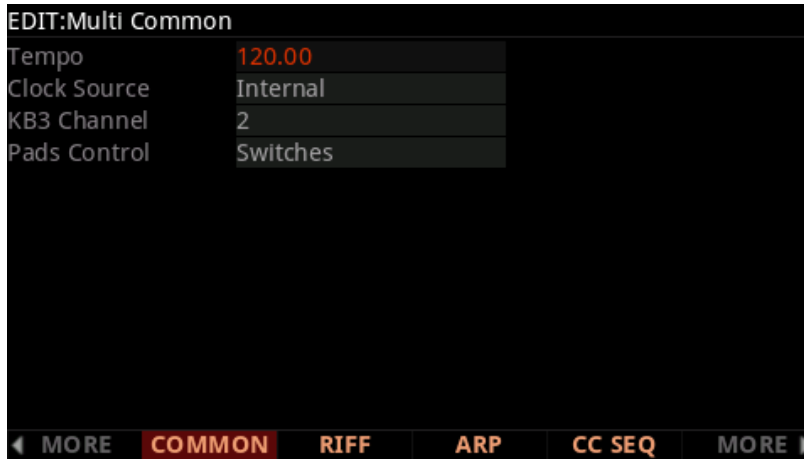 EDIT:Multi Common
Tempo 120.00
Clock Source Internal
KB3 Channel 2
Pads Control Switches
MORE COMMON RIFF ARP CC SEQ MORE